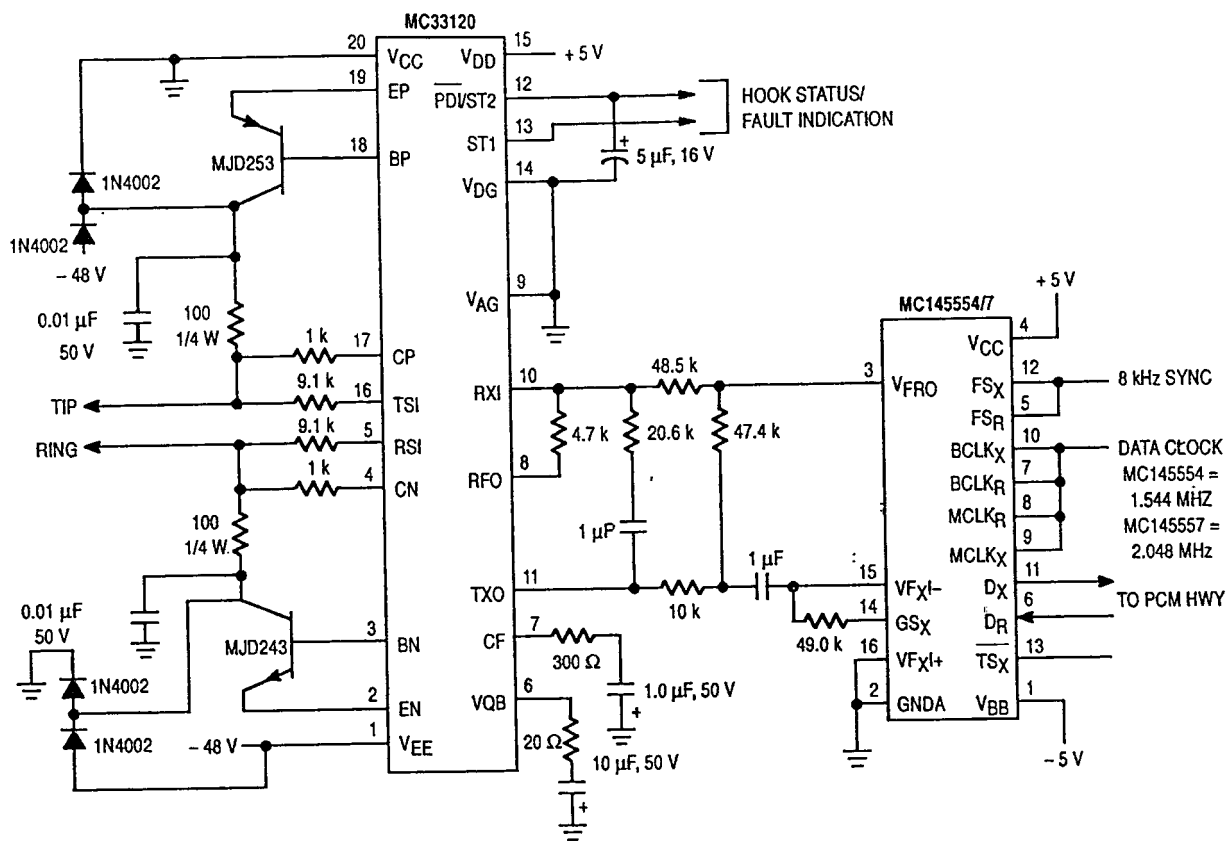 MC33120
20
VCC
15
VDD
+ 5 V
19
EP
12
PDI/ST2
HOOK STATUS/
FAULT INDICATION
13
ST1
MJD253
18
BP
+
5 µF, 16 V
14
VDG
1N4002
1N4002
– 48 V
9
VAG
0.01 µF
50 V
100
1/4 W
1 k
17
CP
TIP
9.1 k
16
TSI
RING
9.1 k
5
RSI
1 k
4
CN
100
1/4 W
10
RXI
48.5 k
4.7 k
20.6 k
47.4 k
8
RFO
1 µP
11
TXO
10 k
1 µF
49.0 k
0.01 µF
50 V
MJD243
3
BN
7
CF
300 Ω
1.0 µF, 50 V
+
1N4002
1N4002
2
EN
6
VQB
20 Ω
10 µF, 50 V
+
– 48 V
1
VEE
MC145554/7
+ 5 V
4
VCC
3
VFRO
12
FSX
8 kHz SYNC
5
FSR
10
BCLKX
DATA CLOCK
MC145554 =
1.544 MHZ
MC145557 =
2.048 MHz
7
BCLKR
8
MCLKR
9
MCLKX
15
VFXI–
11
DX
TO PCM HWY
14
GSX
6
DR
16
VFXI+
13
TSX
2
GNDA
1
VBB
– 5 V